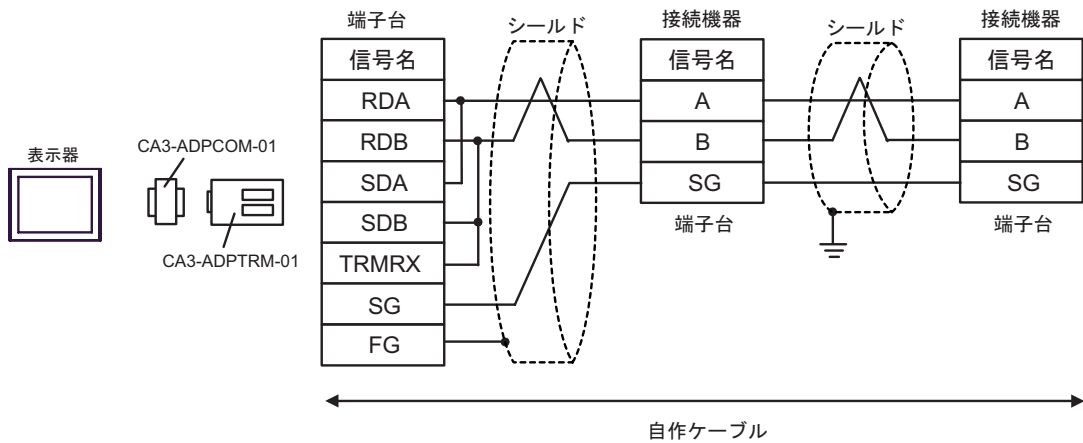 端子台
シールド
接続機器
シールド
接続機器
信号名
信号名
信号名
RDA
A
A
RDB
B
B
SDA
SG
SG
SDB
端子台
端子台
TRMRX
SG
FG
表示器
CA3-ADPCOM-01
CA3-ADPTRM-01
自作ケーブル